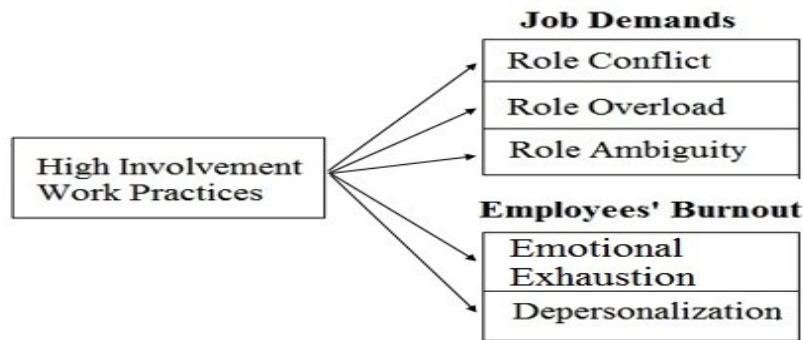 High Involvement
Work Practices
Job Demands
Role Conflict
Role Overload
Role Ambiguity
Employees' Burnout
Emotional
Exhaustion
Depersonalization